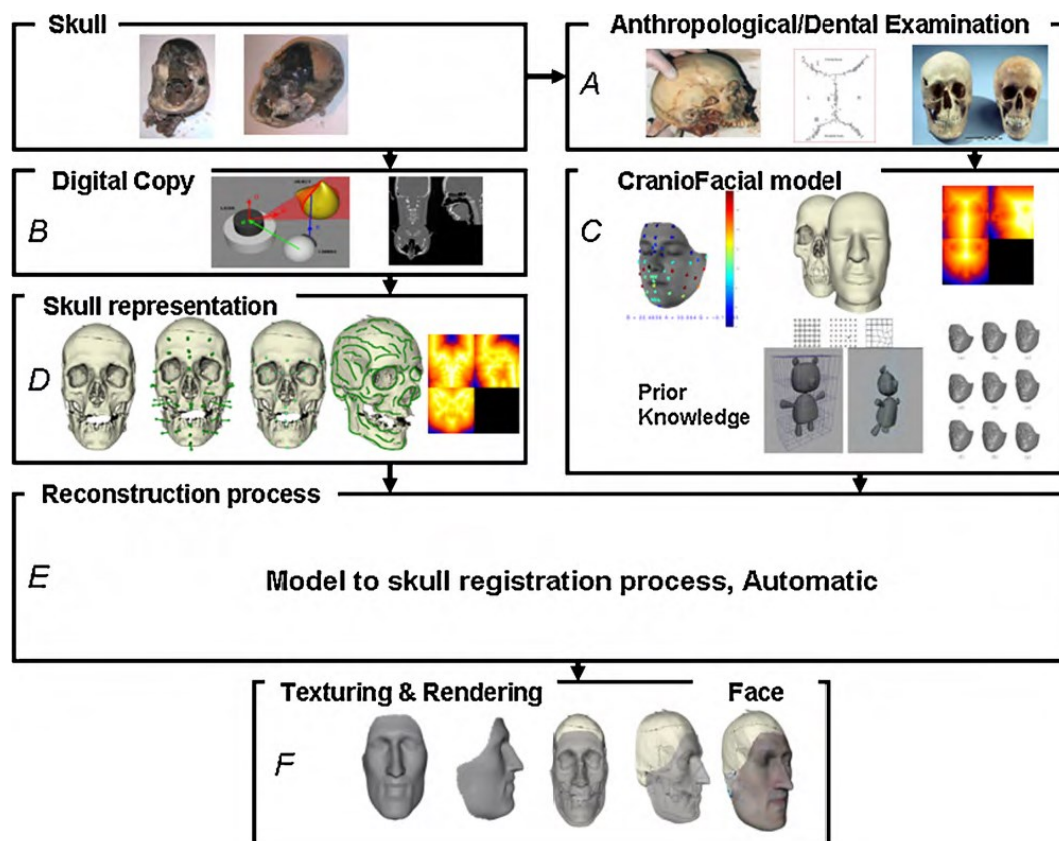 Skull
Anthropological/Dental Examination
A
Digital Copy
B
CranioFacial model
C
Skull representation
D
Prior
Knowledge
Reconstruction process
E
Model to skull registration process, Automatic
Texturing & Rendering
Face
F